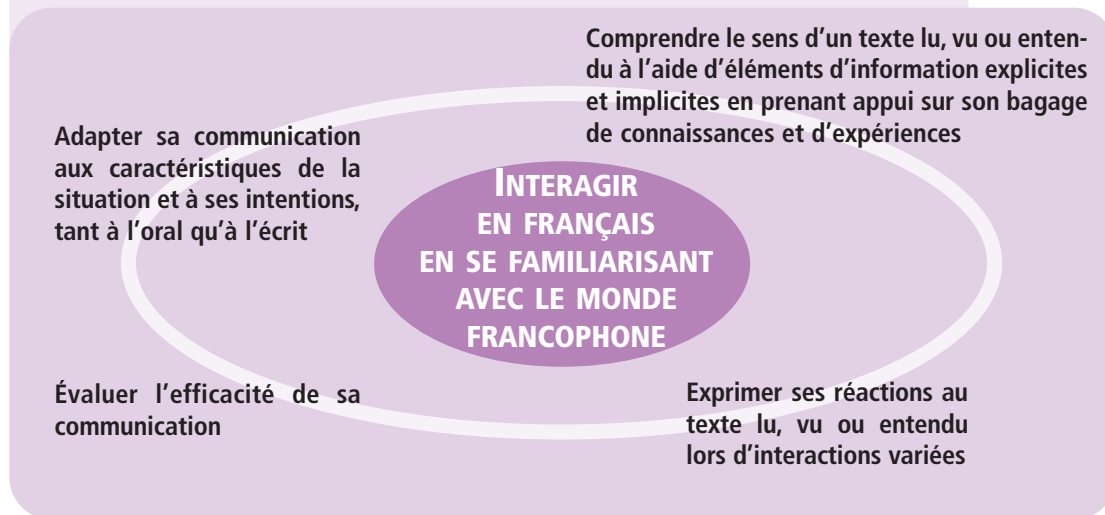 Comprendre le sens d'un texte lu, vu ou enten-
du à l'aide d'éléments d'information explicites
et implicites en prenant appui sur son bagage
de connaissances et d'expériences
Adapter sa communication
aux caractéristiques de la
situation et à ses intentions,
tant à l'oral qu'à l'écrit
INTERAGIR
EN FRANÇAIS
EN SE FAMILIARISANT
AVEC LE MONDE
FRANCOPHONE
Évaluer l'efficacité de sa
communication
Exprimer ses réactions au
texte lu, vu ou entendu
lors d'interactions variées